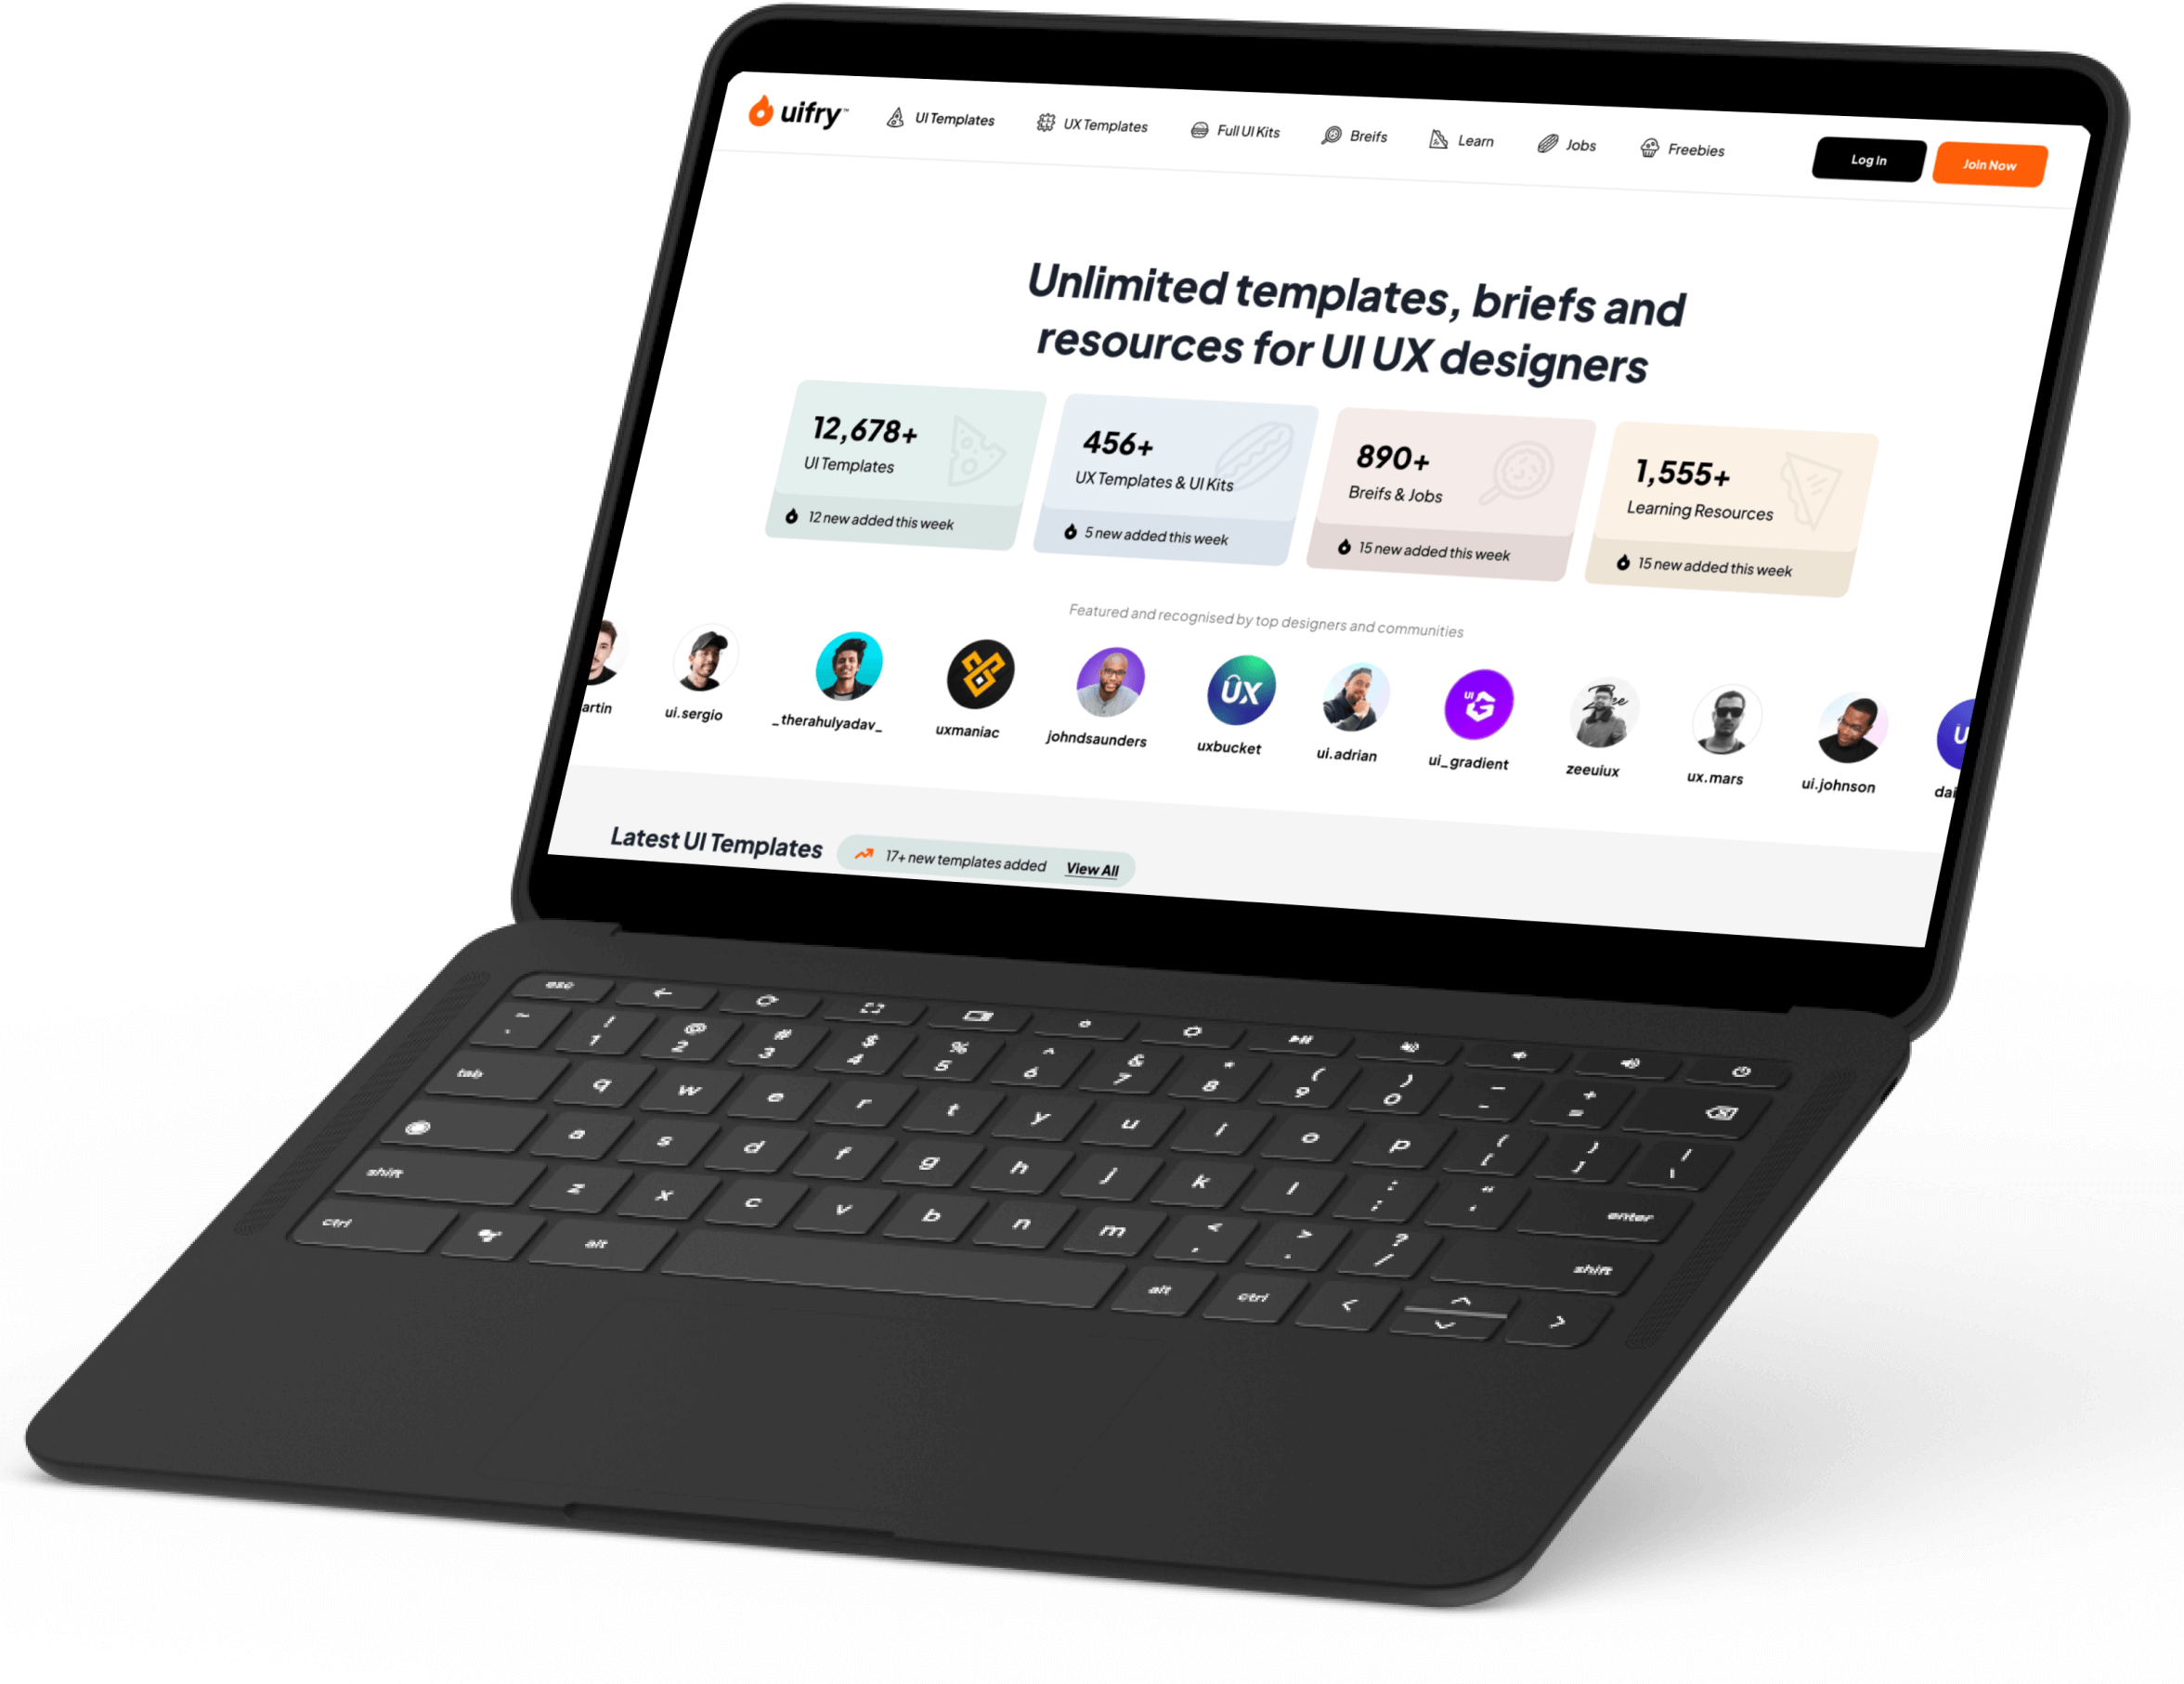 uifry™
UI Templates
UX Templates
Full UI Kits
Breifs
Learn
Jobs
Freebies
Log In
Join Now
Unlimited templates, briefs and
resources for UI UX designers
12,678+
UI Templates
12 new added this week
456+
UX Templates & UI Kits
5 new added this week
890+
Breifs & Jobs
15 new added this week
1,555+
Learning Resources
15 new added this week
Featured and recognised by top designers and communities
UX
UI
artin
ui.sergio
_therahulyadav_
uxmaniac
johndsaunders
uxbucket
ui.adrian
ui_gradient
zeeuiux
ux.mars
ui.johnson
dai
Latest UI Templates
17+ new templates added
View All
esc
~ ! @ # $ % ^ & * ( ) _ +
` 1 2 3 4 5 6 7 8 9 0 - =
tab q w e r t y u i o p { [ } ] | \
a s d f g h j k l : ; " ' enter
shift z x c v b n m < , > . ? / shift
ctrl alt alt ctrl